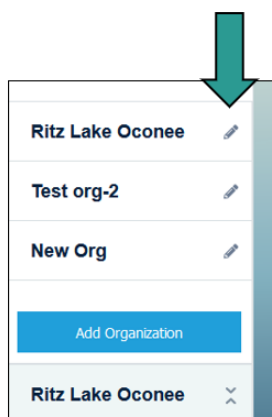 Ritz Lake Oconee
Test org-2
New Org
Add Organization
Ritz Lake Oconee